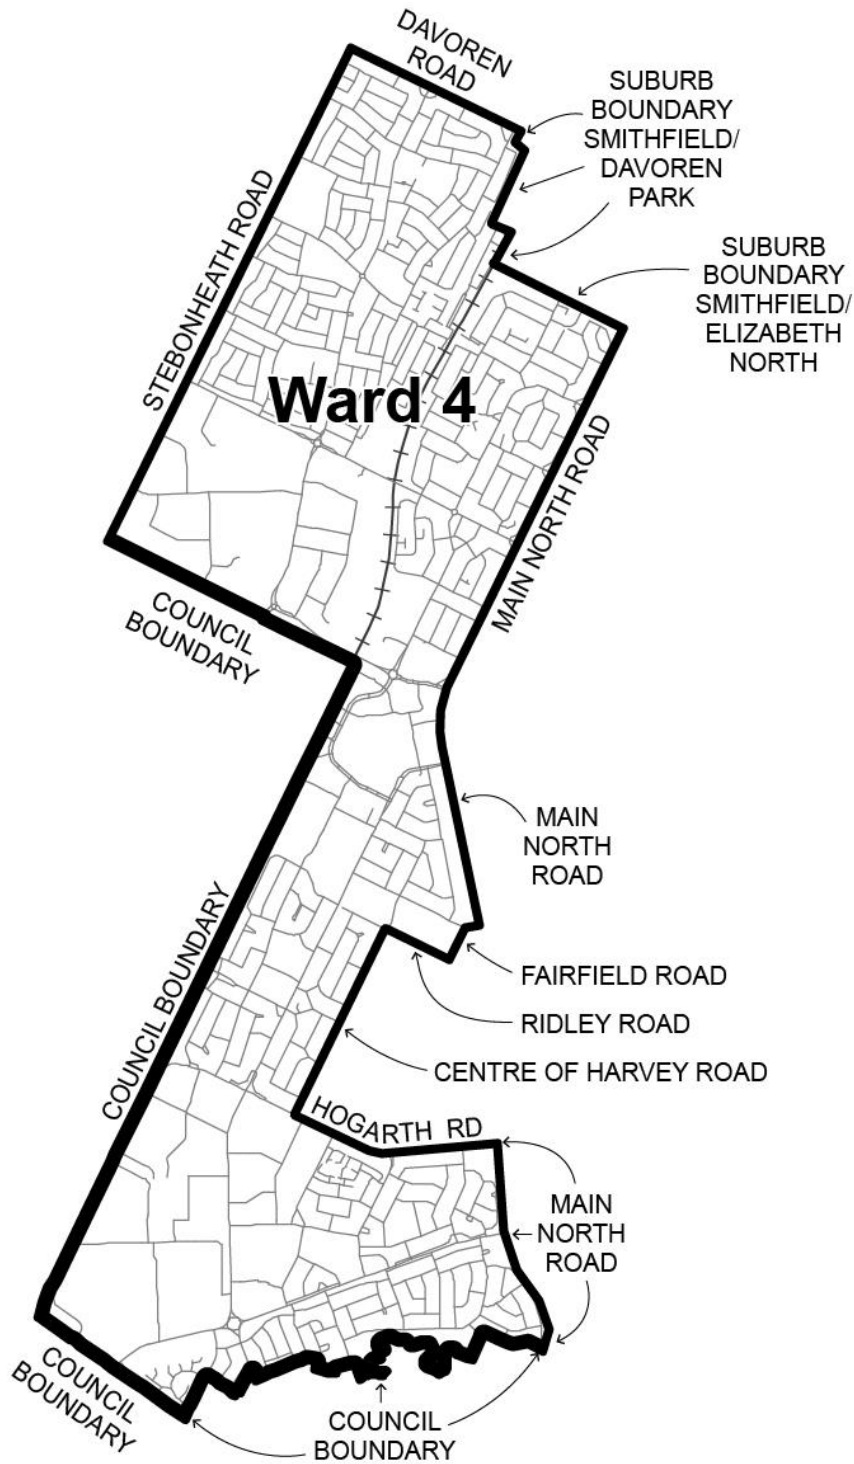 DAVOREN
ROAD
SUBURB
BOUNDARY
SMITHFIELD/
DAVOREN
PARK
SUBURB
BOUNDARY
SMITHFIELD/
ELIZABETH
NORTH
STEBONHEATH ROAD
Ward 4
MAIN NORTH ROAD
COUNCIL
BOUNDARY
MAIN
NORTH
ROAD
COUNCIL BOUNDARY
FAIRFIELD ROAD
RIDLEY ROAD
CENTRE OF HARVEY ROAD
HOGARTH RD
MAIN
NORTH
ROAD
COUNCIL
BOUNDARY
COUNCIL
BOUNDARY